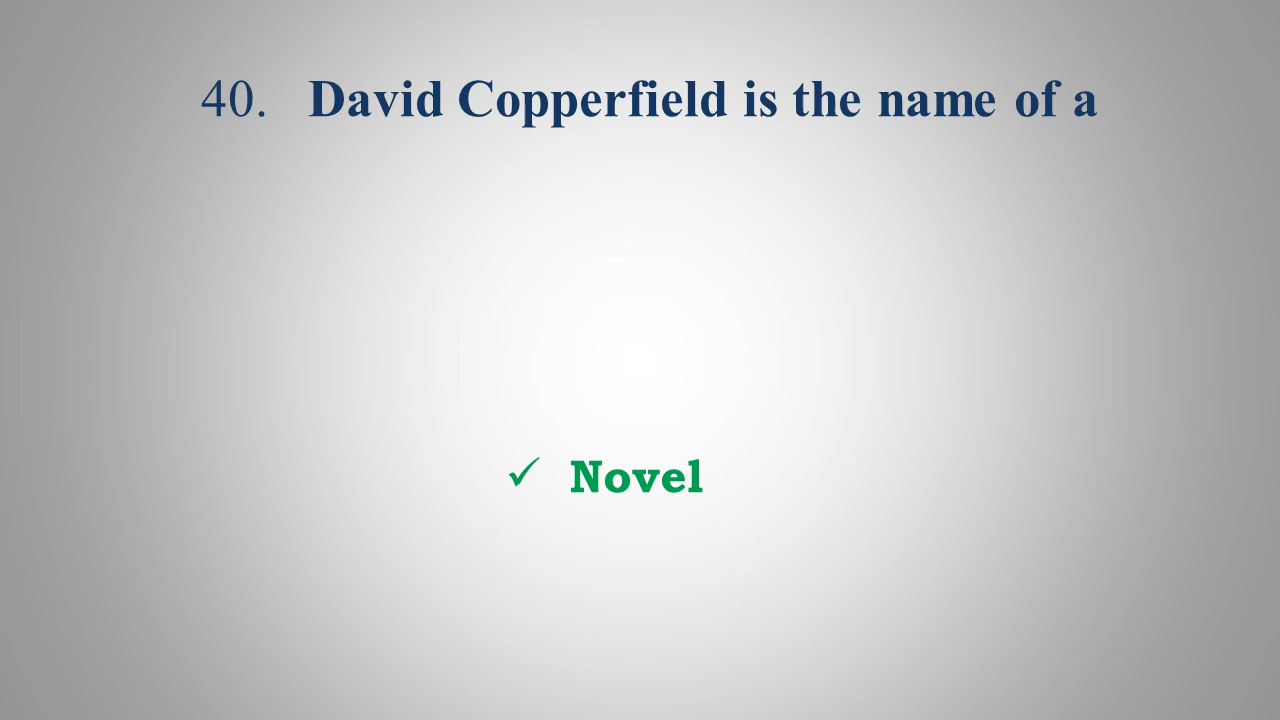 40. David Copperfield is the name of a
✓ Novel